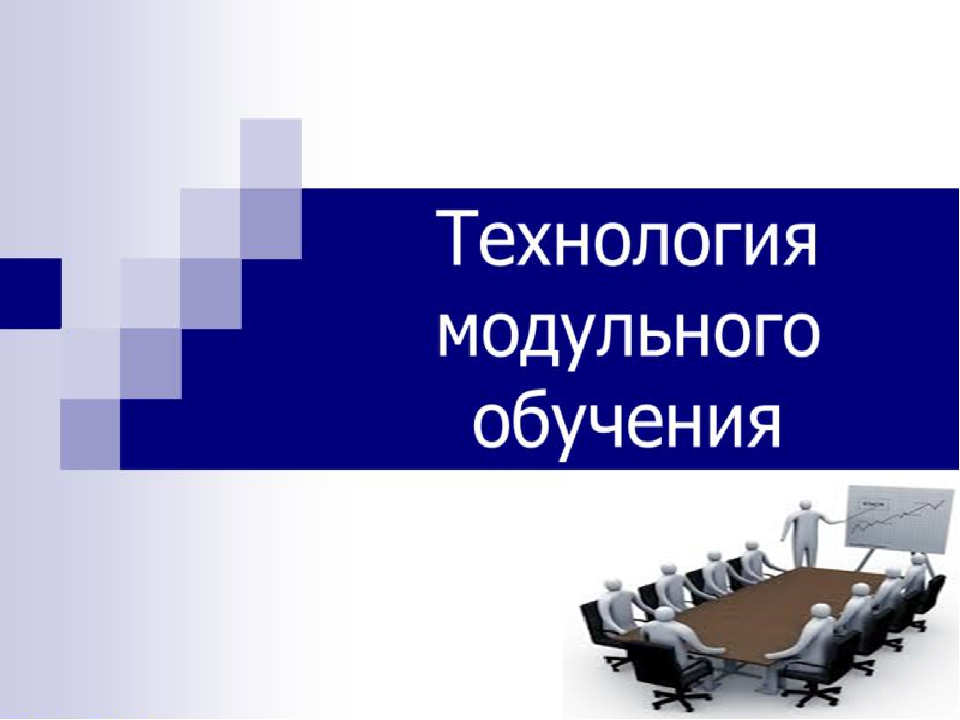 Технология
модульного
обучения